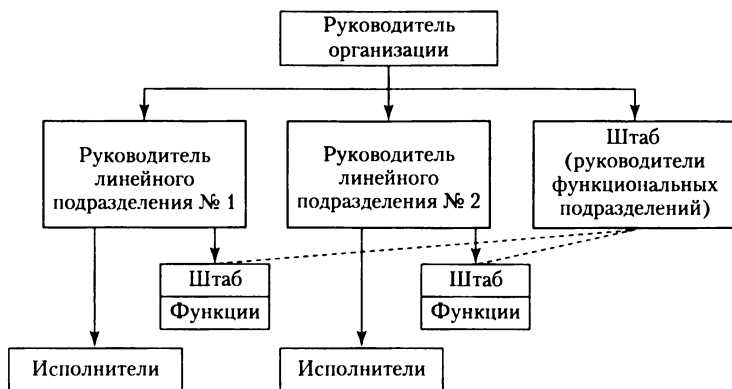 Руководитель
организации
Руководитель
линейного
подразделения № 1
Руководитель
линейного
подразделения № 2
Штаб
(руководители
функциональных
подразделений)
Штаб
Функции
Штаб
Функции
Исполнители
Исполнители